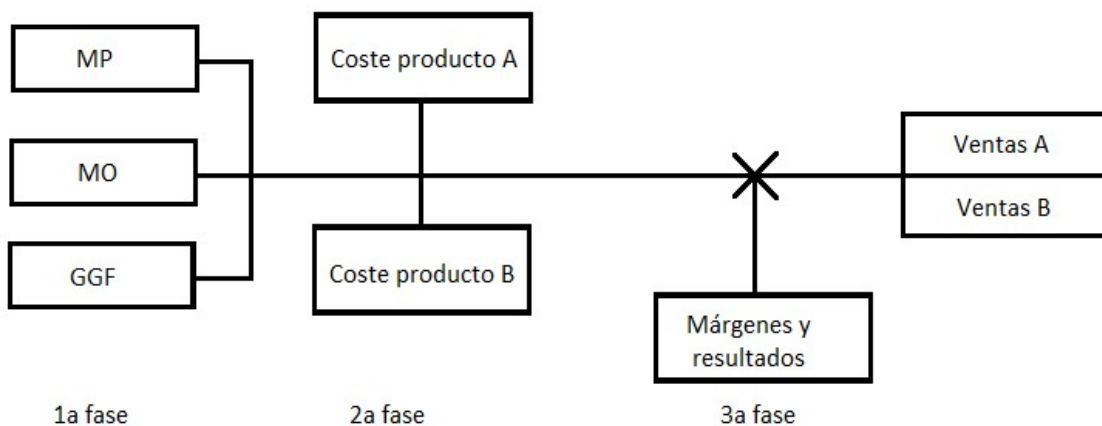 MP
MO
GGF
Coste producto A
Coste producto B
Ventas A
Ventas B
Márgenes y
resultados
1a fase
2a fase
3a fase